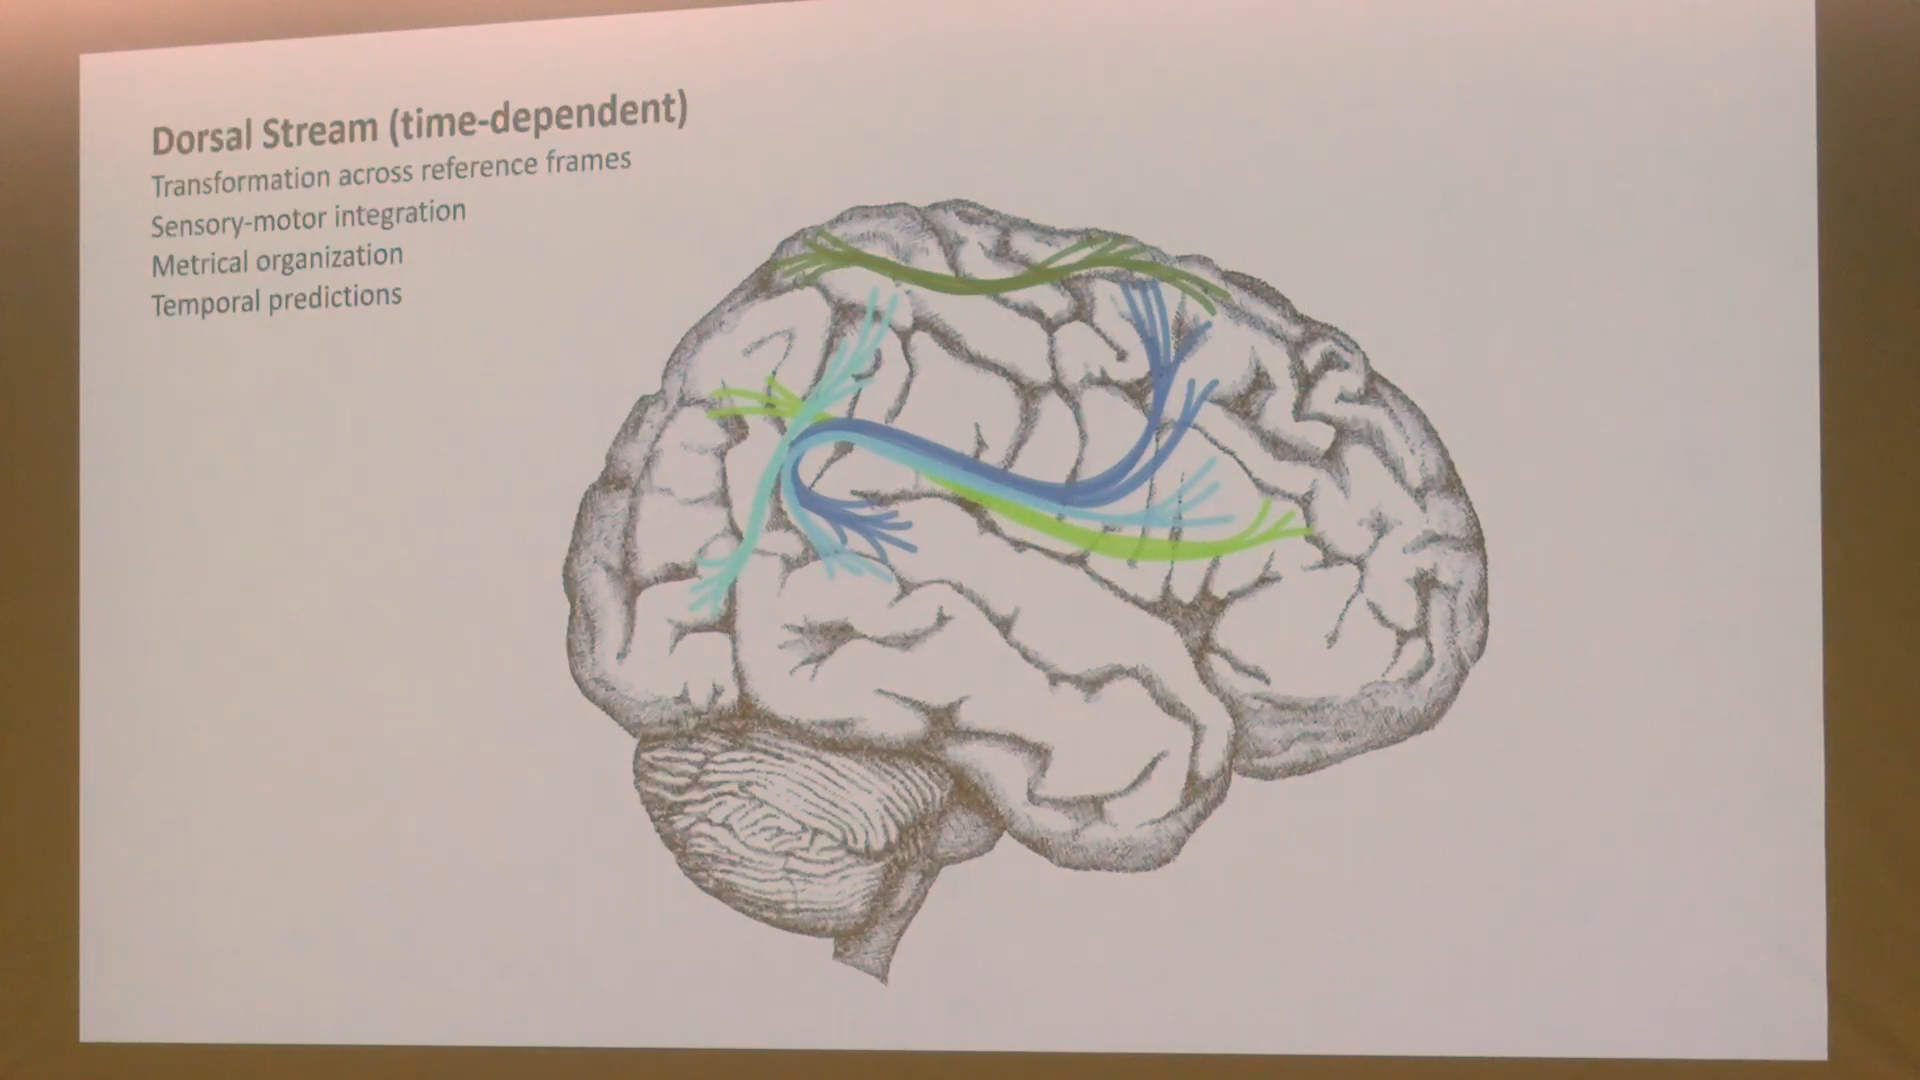 Dorsal Stream (time-dependent)
Transformation across reference frames
Sensory-motor integration
Metrical organization
Temporal predictions